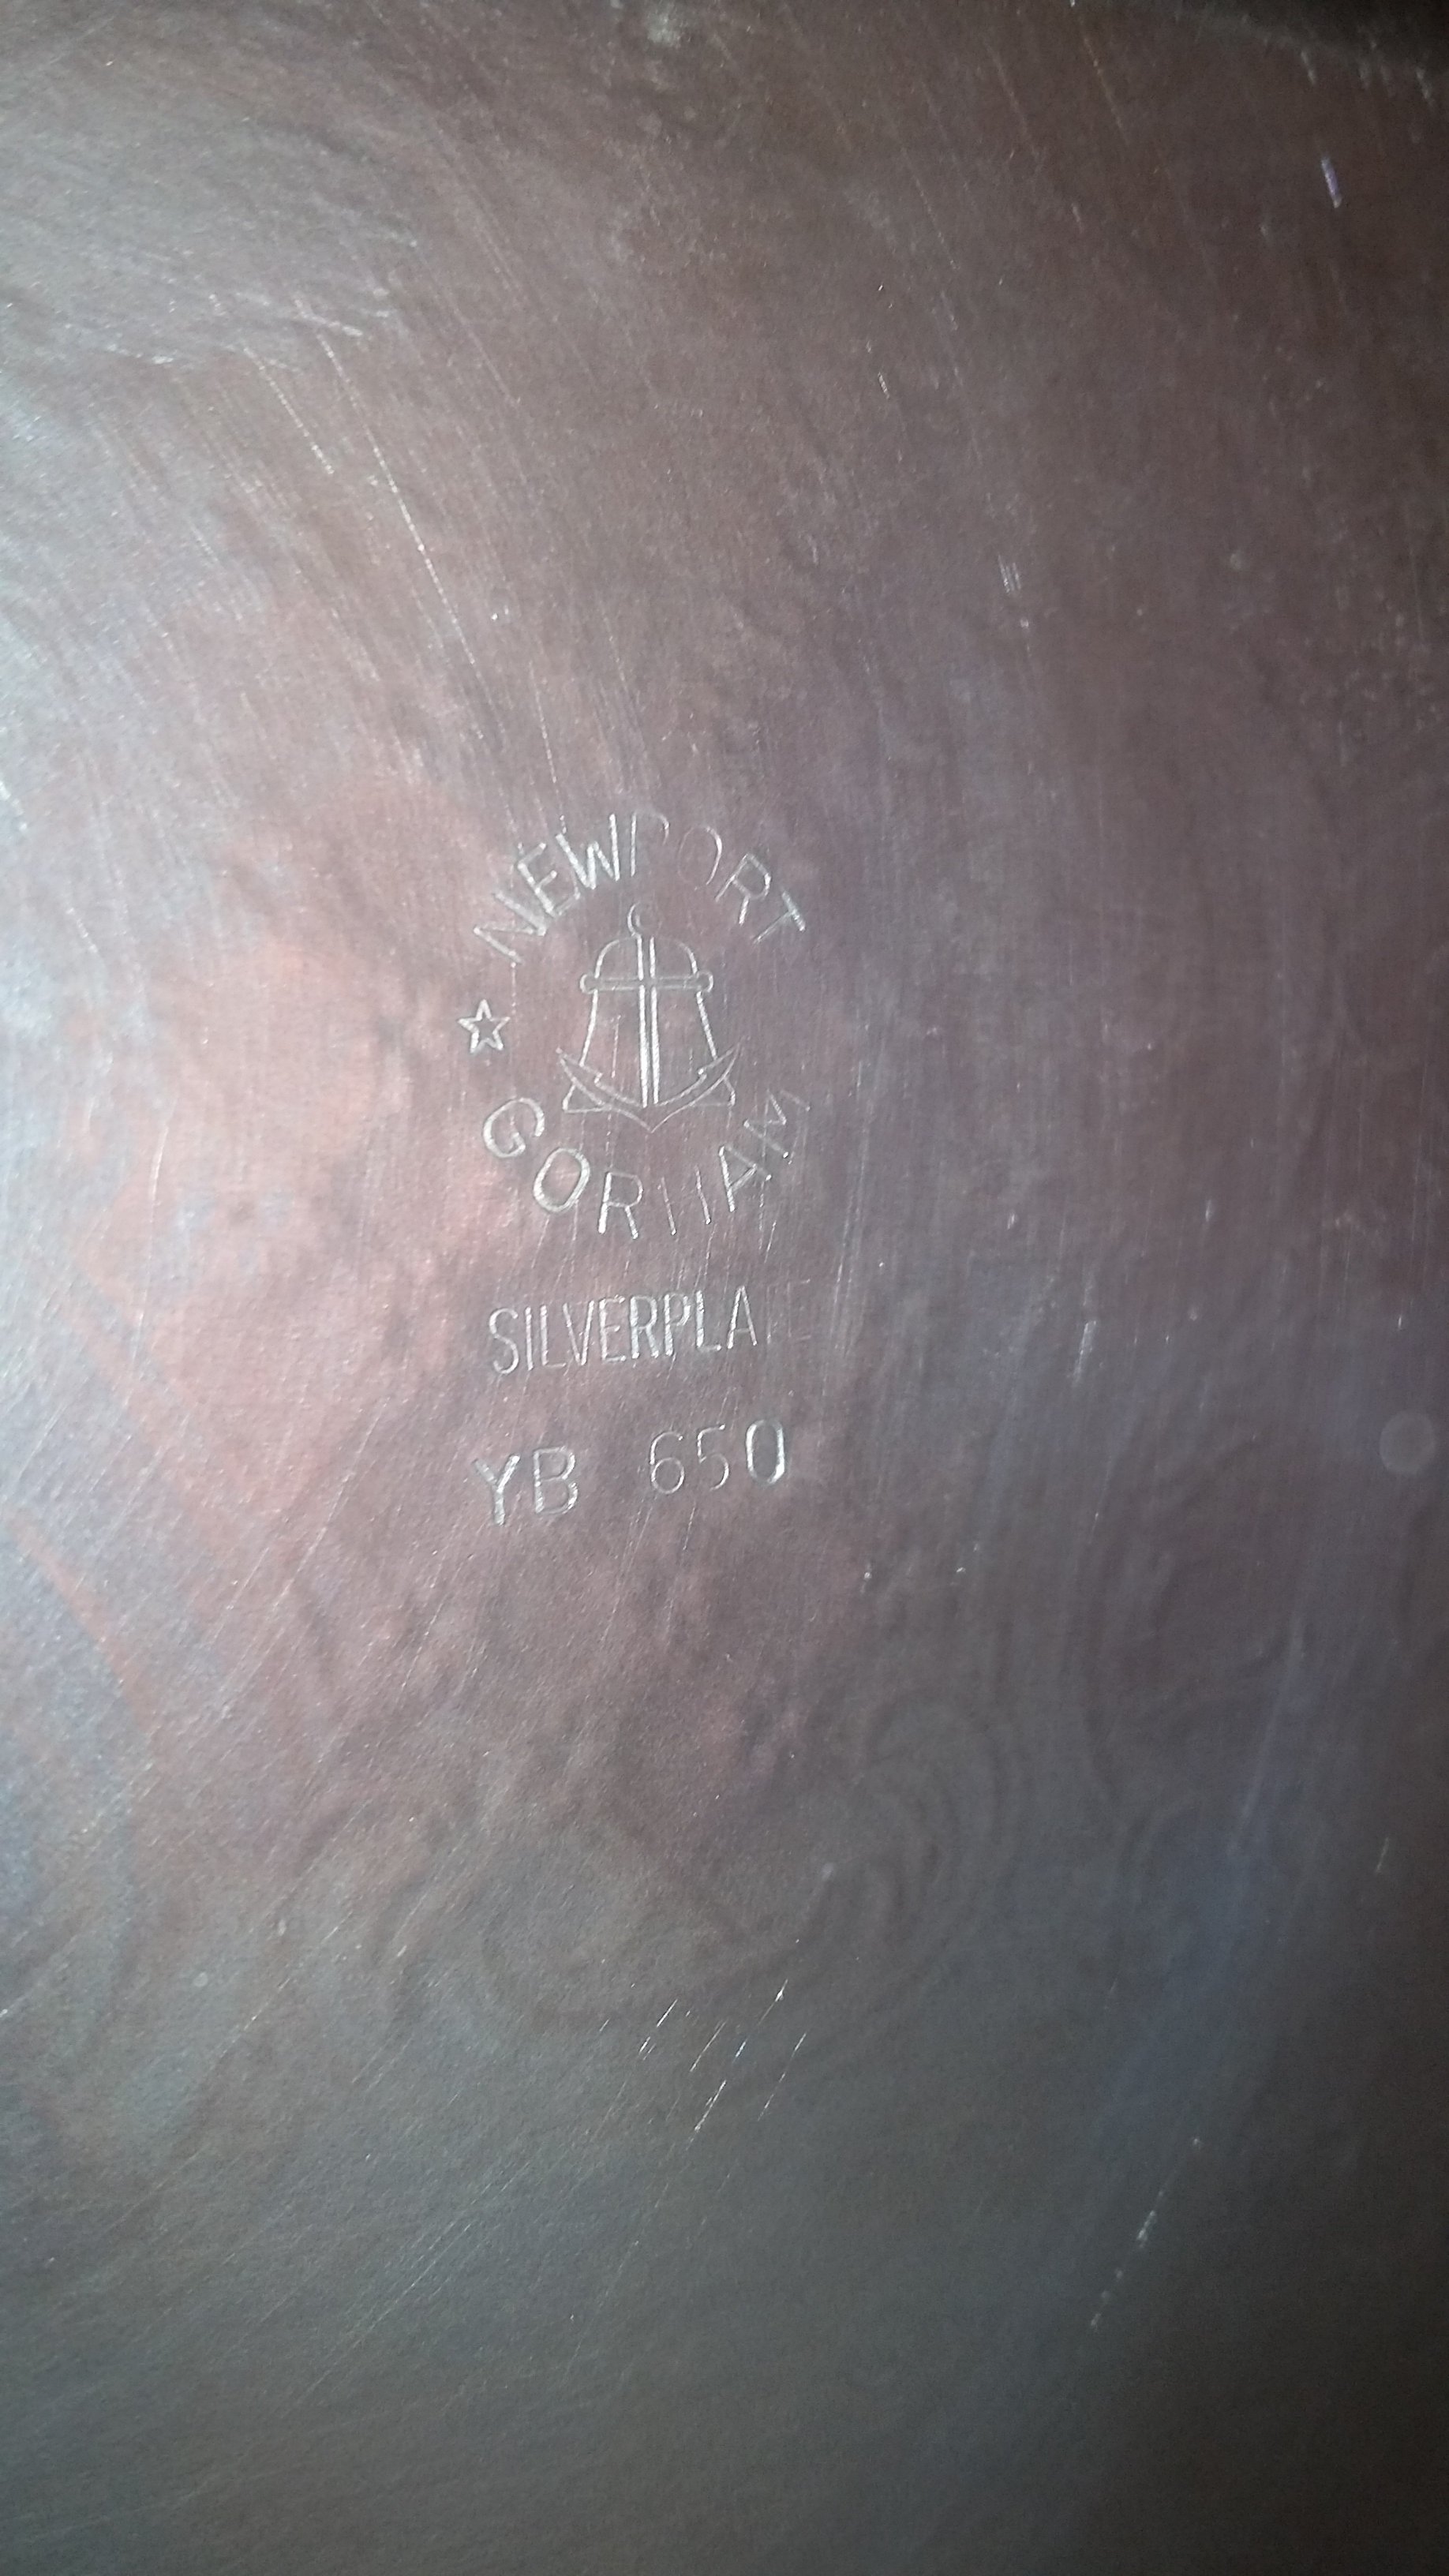 NEWPORT
GORHAM
SILVERPLATE
YB 650